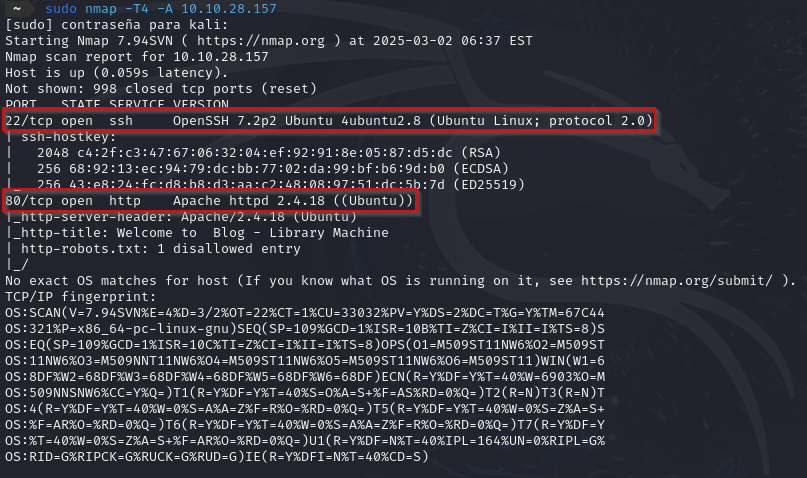 ~ sudo nmap -T4 -A 10.10.28.157
[sudo] contraseña para kali:
Starting Nmap 7.94SVN ( https://nmap.org ) at 2025-03-02 06:37 EST
Nmap scan report for 10.10.28.157
Host is up (0.059s latency).
Not shown: 998 closed tcp ports (reset)
PORT   STATE SERVICE VERSION
22/tcp open  ssh     OpenSSH 7.2p2 Ubuntu 4ubuntu2.8 (Ubuntu Linux; protocol 2.0)
| ssh-hostkey:
|   2048 c4:2f:c3:47:67:06:32:04:ef:92:91:8e:05:87:d5:dc (RSA)
|   256 68:92:13:ec:94:79:dc:bb:77:02:da:99:bf:b6:9d:b0 (ECDSA)
|_  256 43:e8:24:fc:d8:b8:d3:aa:c2:48:08:97:51:dc:5b:7d (ED25519)
80/tcp open  http    Apache httpd 2.4.18 ((Ubuntu))
|_http-server-header: Apache/2.4.18 (Ubuntu)
|_http-title: Welcome to  Blog - Library Machine
| http-robots.txt: 1 disallowed entry
|_/
No exact OS matches for host (If you know what OS is running on it, see https://nmap.org/submit/ ).
TCP/IP fingerprint:
OS:SCAN(V=7.94SVN%E=4%D=3/2%OT=22%CT=1%CU=33032%PV=Y%DS=2%DC=T%G=Y%TM=67C44
OS:321%P=x86_64-pc-linux-gnu)SEQ(SP=109%GCD=1%ISR=10B%TI=Z%CI=I%II=I%TS=8)S
OS:EQ(SP=109%GCD=1%ISR=10C%TI=Z%CI=I%II=I%TS=8)OPS(O1=M509ST11NW6%O2=M509ST
OS:11NW6%O3=M509NNT11NW6%O4=M509ST11NW6%O5=M509ST11NW6%O6=M509ST11)WIN(W1=6
OS:8DF%W2=68DF%W3=68DF%W4=68DF%W5=68DF%W6=68DF)ECN(R=Y%DF=Y%T=40%W=6903%O=M
OS:509NNSNW6%CC=Y%Q=)T1(R=Y%DF=Y%T=40%S=O%A=S+%F=AS%RD=0%Q=)T2(R=N)T3(R=N)T
OS:4(R=Y%DF=Y%T=40%W=0%S=A%A=Z%F=R%O=%RD=0%Q=)T5(R=Y%DF=Y%T=40%W=0%S=Z%A=S+
OS:%F=AR%O=%RD=0%Q=)T6(R=Y%DF=Y%T=40%W=0%S=A%A=Z%F=R%O=%RD=0%Q=)T7(R=Y%DF=Y
OS:%T=40%W=0%S=Z%A=S+%F=AR%O=%RD=0%Q=)U1(R=Y%DF=N%T=40%IPL=164%UN=0%RIPL=G%
OS:RID=G%RIPCK=G%RUCK=G%RUD=G)IE(R=Y%DFI=N%T=40%CD=S)